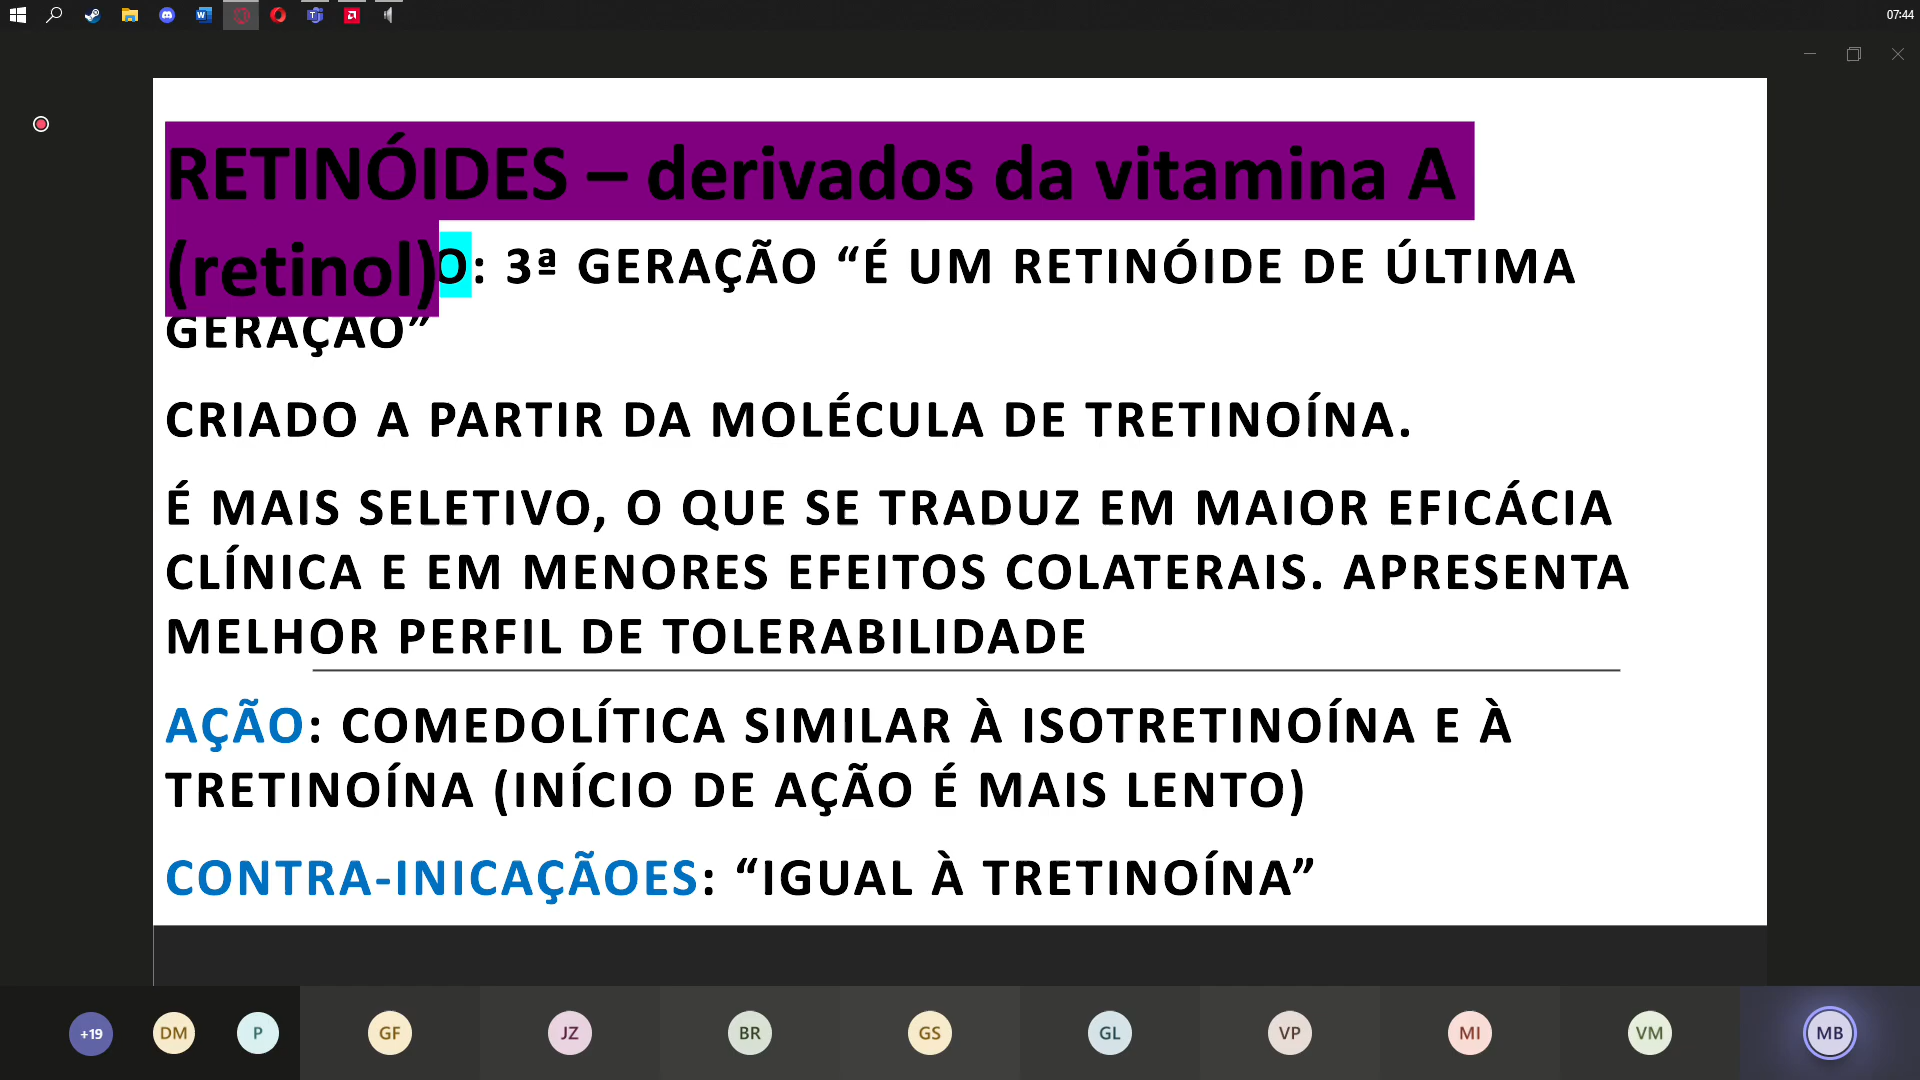 07:44
RETINÓIDES – derivados da vitamina A
(retinol)
O: 3ª GERAÇÃO “É UM RETINÓIDE DE ÚLTIMA
GERAÇÃO”
CRIADO A PARTIR DA MOLÉCULA DE TRETINOÍNA.
É MAIS SELETIVO, O QUE SE TRADUZ EM MAIOR EFICÁCIA
CLÍNICA E EM MENORES EFEITOS COLATERAIS. APRESENTA
MELHOR PERFIL DE TOLERABILIDADE
AÇÃO: COMEDOLÍTICA SIMILAR À ISOTRETINOÍNA E À
TRETINOÍNA (INÍCIO DE AÇÃO É MAIS LENTO)
CONTRA-INICAÇÃOES: “IGUAL À TRETINOÍNA”
+19 DM P GF JZ BR GS GL VP MI VM MB